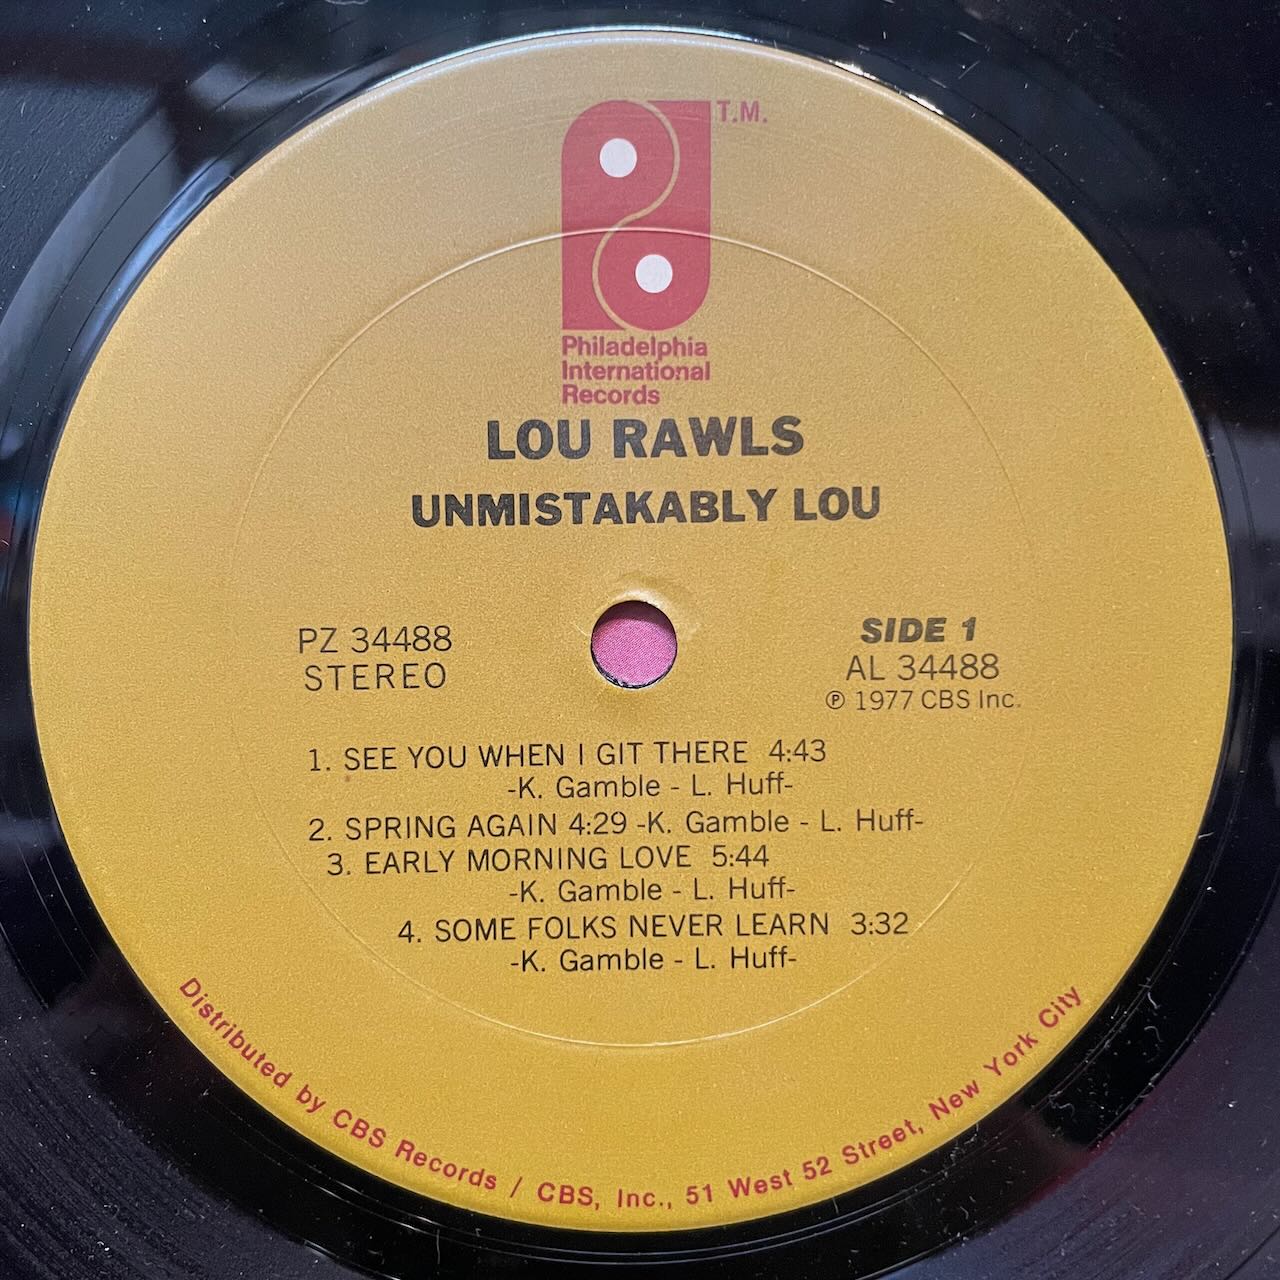 T.M.
Philadelphia
International
Records
LOU RAWLS
UNMISTAKABLY LOU
PZ 34488
STEREO
SIDE 1
AL 34488
℗ 1977 CBS Inc.
1. SEE YOU WHEN I GIT THERE 4:43
-K. Gamble - L. Huff-
2. SPRING AGAIN 4:29 -K. Gamble - L. Huff-
3. EARLY MORNING LOVE 5:44
-K. Gamble - L. Huff-
4. SOME FOLKS NEVER LEARN 3:32
-K. Gamble - L. Huff-
Distributed by CBS Records / CBS, Inc., 51 West 52 Street, New York City